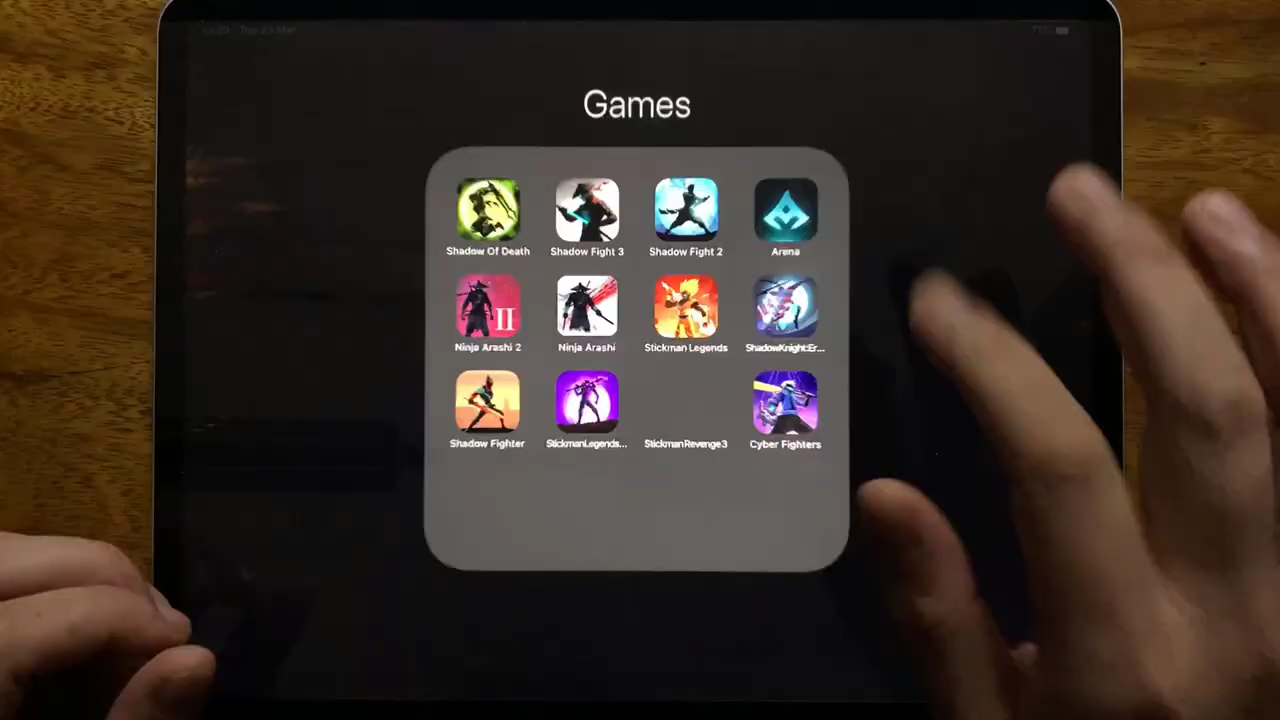 Games
Shadow Of Death
Shadow Fight 3
Shadow Fight 2
Arena
II
Ninja Arashi 2
Ninja Arashi
Stickman Legends
ShadowKnight:Er...
Shadow Fighter
StickmanLegends...
StickmanRevenge3
Cyber Fighters